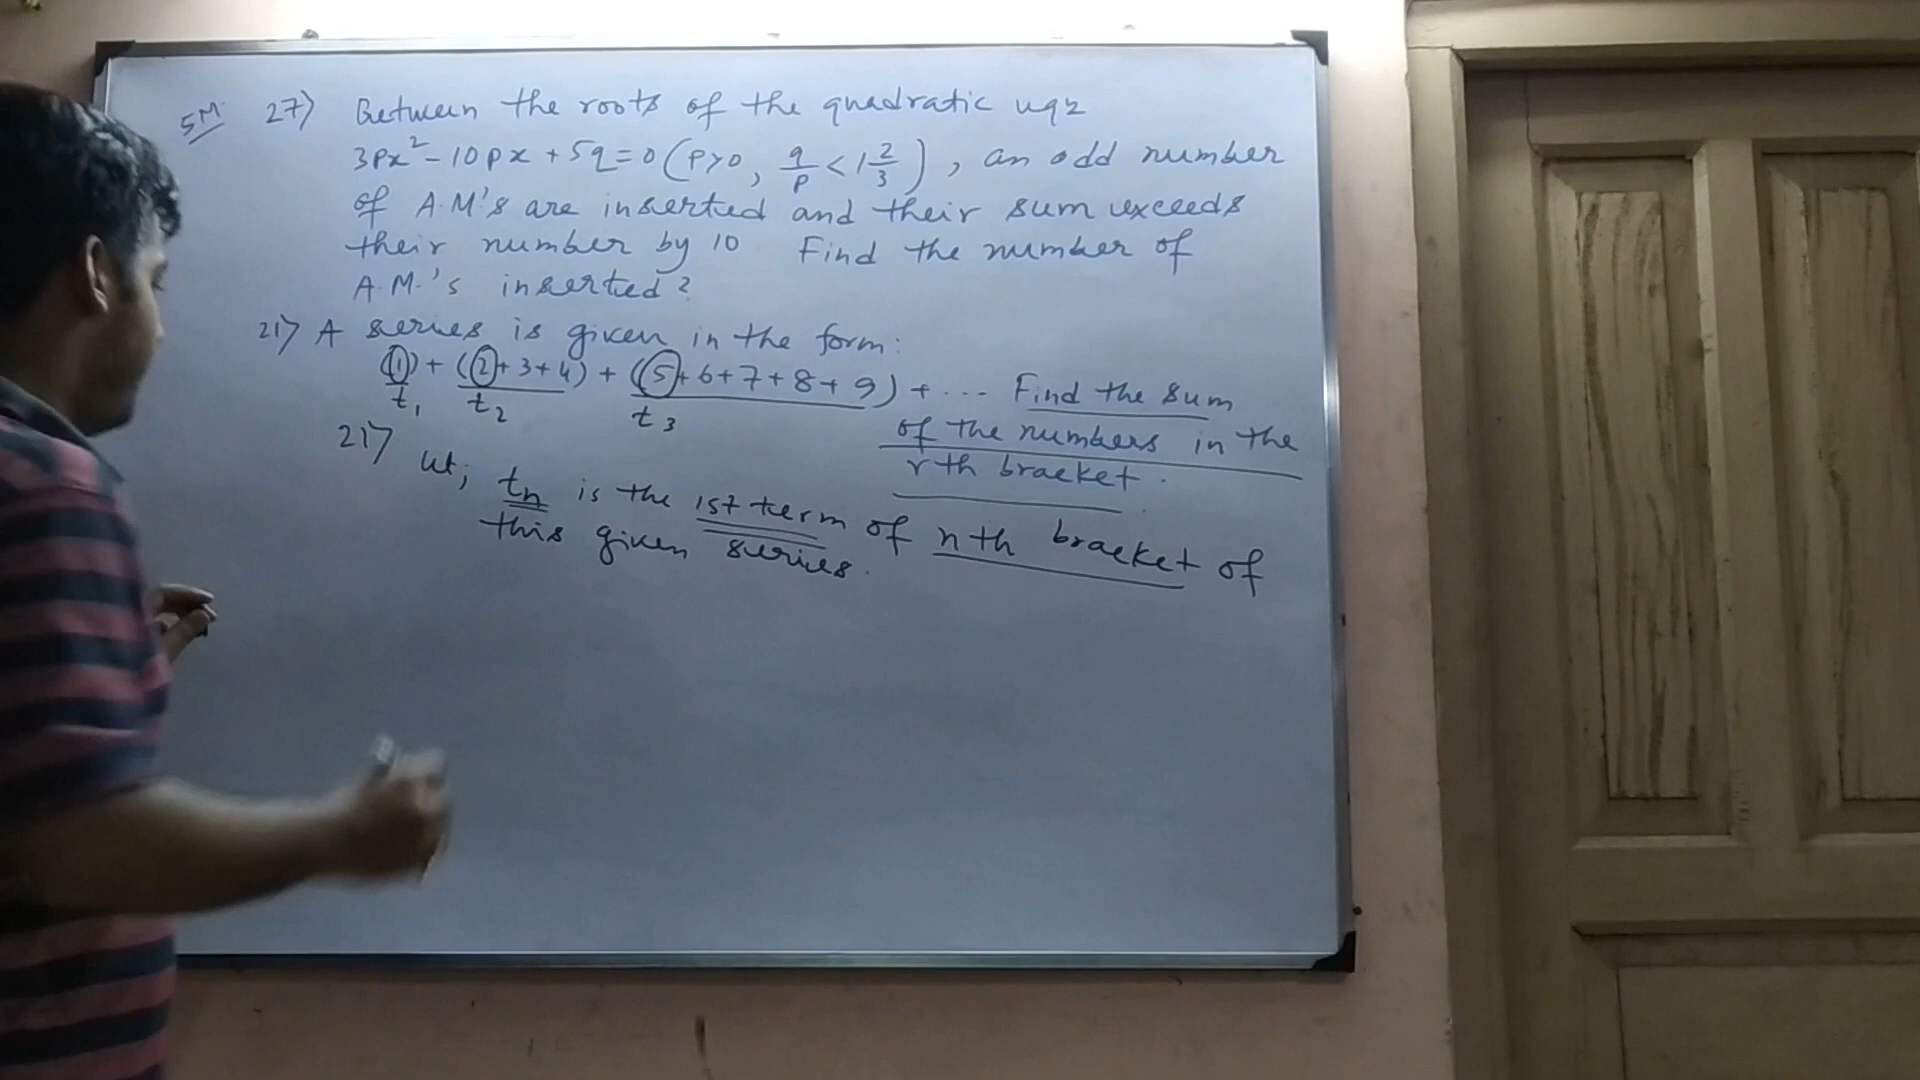 5M 27) Between the roots of the quadratic eqn
3px² - 10px + 5q = 0 (p>0, q/p < 1 2/3), an odd number
of A.M's are inserted and their sum exceeds
their number by 10 Find the number of
A.M.'s inserted?
21) A series is given in the form:
(1) + (2+3+4) + (5+6+7+8+9) + ... Find the sum
t₁ t₂ t₃
of the numbers in the
rth bracket.
21) let; tn is the 1st term of nth bracket of
this given series.